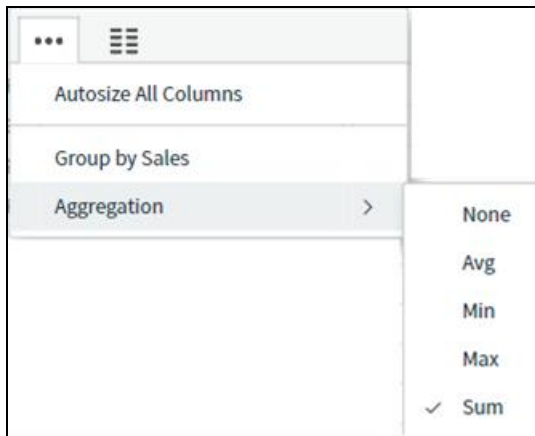 Autosize All Columns
Group by Sales
Aggregation
None
Avg
Min
Max
Sum